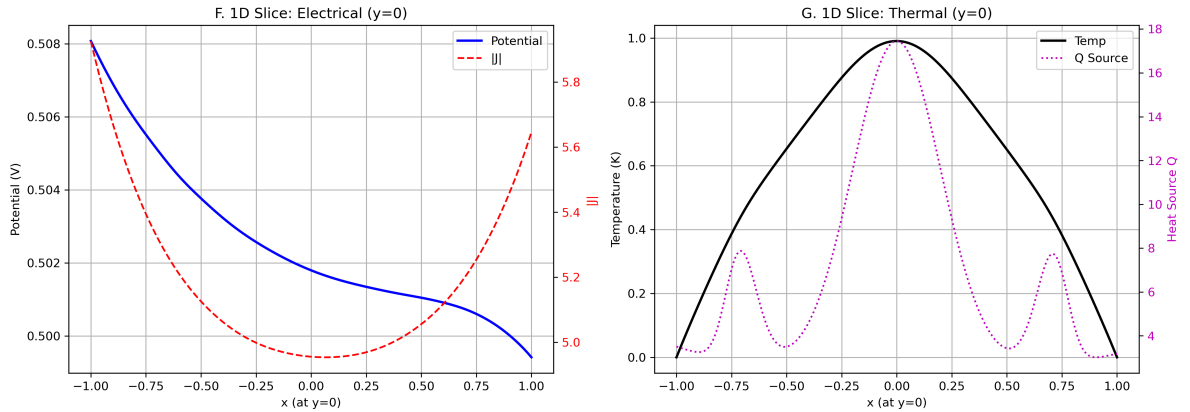 F. 1D Slice: Electrical (y=0)
Potential
|J|
0.508
0.506
0.504
0.502
0.500
Potential (V)
5.8
5.6
5.4
5.2
5.0
|J|
−1.00 −0.75 −0.50 −0.25 0.00 0.25 0.50 0.75 1.00
x (at y=0)
G. 1D Slice: Thermal (y=0)
Temp
Q Source
1.0
0.8
0.6
0.4
0.2
0.0
Temperature (K)
18
16
14
12
10
8
6
4
Heat Source Q
−1.00 −0.75 −0.50 −0.25 0.00 0.25 0.50 0.75 1.00
x (at y=0)